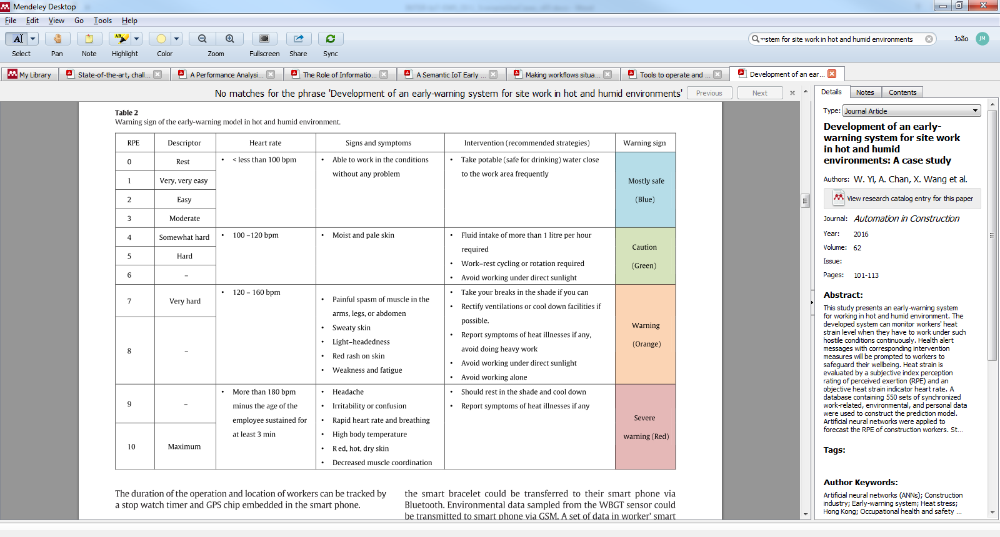 Mendeley Desktop
File Edit View Go Tools Help
Select Pan Note Highlight Color Zoom Fullscreen Share Sync
stem for site work in hot and humid environments
João JM
My Library
State-of-the-art, chall...
A Performance Analysi...
The Role of Informatio...
A Semantic IoT Early ...
Making workflows situa...
Tools to operate and ...
Development of an ear...
No matches for the phrase 'Development of an early-warning system for site work in hot and humid environments' Previous Next
Table 2
Warning sign of the early-warning model in hot and humid environment.
RPE Descriptor Heart rate Signs and symptoms Intervention (recommended strategies) Warning sign
0 Rest
1 Very, very easy
2 Easy
3 Moderate
• < less than 100 bpm
• Able to work in the conditions
without any problem
• Take potable (safe for drinking) water close
to the work area frequently
Mostly safe
(Blue)
4 Somewhat hard
5 Hard
6 –
• 100 –120 bpm
• Moist and pale skin
• Fluid intake of more than 1 litre per hour
required
• Work–rest cycling or rotation required
• Avoid working under direct sunlight
Caution
(Green)
7 Very hard
8 –
• 120 – 160 bpm
• Painful spasm of muscle in the
arms, legs, or abdomen
• Sweaty skin
• Light–headedness
• Red rash on skin
• Weakness and fatigue
• Take your breaks in the shade if you can
• Rectify ventilations or cool down facilities if
possible.
• Report symptoms of heat illnesses if any,
avoid doing heavy work
• Avoid working under direct sunlight
• Avoid working alone
Warning
(Orange)
9 –
10 Maximum
• More than 180 bpm
minus the age of the
employee sustained for
at least 3 min
• Headache
• Irritability or confusion
• Rapid heart rate and breathing
• High body temperature
• Red, hot, dry skin
• Decreased muscle coordination
• Should rest in the shade and cool down
• Report symptoms of heat illnesses if any
Severe
warning (Red)
The duration of the operation and location of workers can be tracked by
a stop watch timer and GPS chip embedded in the smart phone.
the smart bracelet could be transferred to their smart phone via
Bluetooth. Environmental data sampled from the WBGT sensor could
be transmitted to smart phone via GSM. A set of data in worker' smart
Details Notes Contents
Type: Journal Article
Development of an early-
warning system for site work
in hot and humid
environments: A case study
Authors: W. Yi, A. Chan, X. Wang et al.
View research catalog entry for this paper
Journal: Automation in Construction
Year: 2016
Volume: 62
Issue:
Pages: 101-113
Abstract:
This study presents an early-warning system
for working in hot and humid environment. The
developed system can monitor workers' heat
strain level when they have to work under such
hostile conditions continuously. Health alert
messages with corresponding intervention
measures will be prompted to workers to
safeguard their wellbeing. Heat strain is
evaluated by a subjective index perception
rating of perceived exertion (RPE) and an
objective heat strain indicator heart rate. A
database containing 550 sets of synchronized
work-related, environmental, and personal data
were used to construct the prediction model.
Artificial neural networks were applied to
forecast the RPE of construction workers. St...
Tags:
Author Keywords:
Artificial neural networks (ANNs); Construction
industry; Early-warning system; Heat stress;
Hong Kong; Occupational health and safety ...